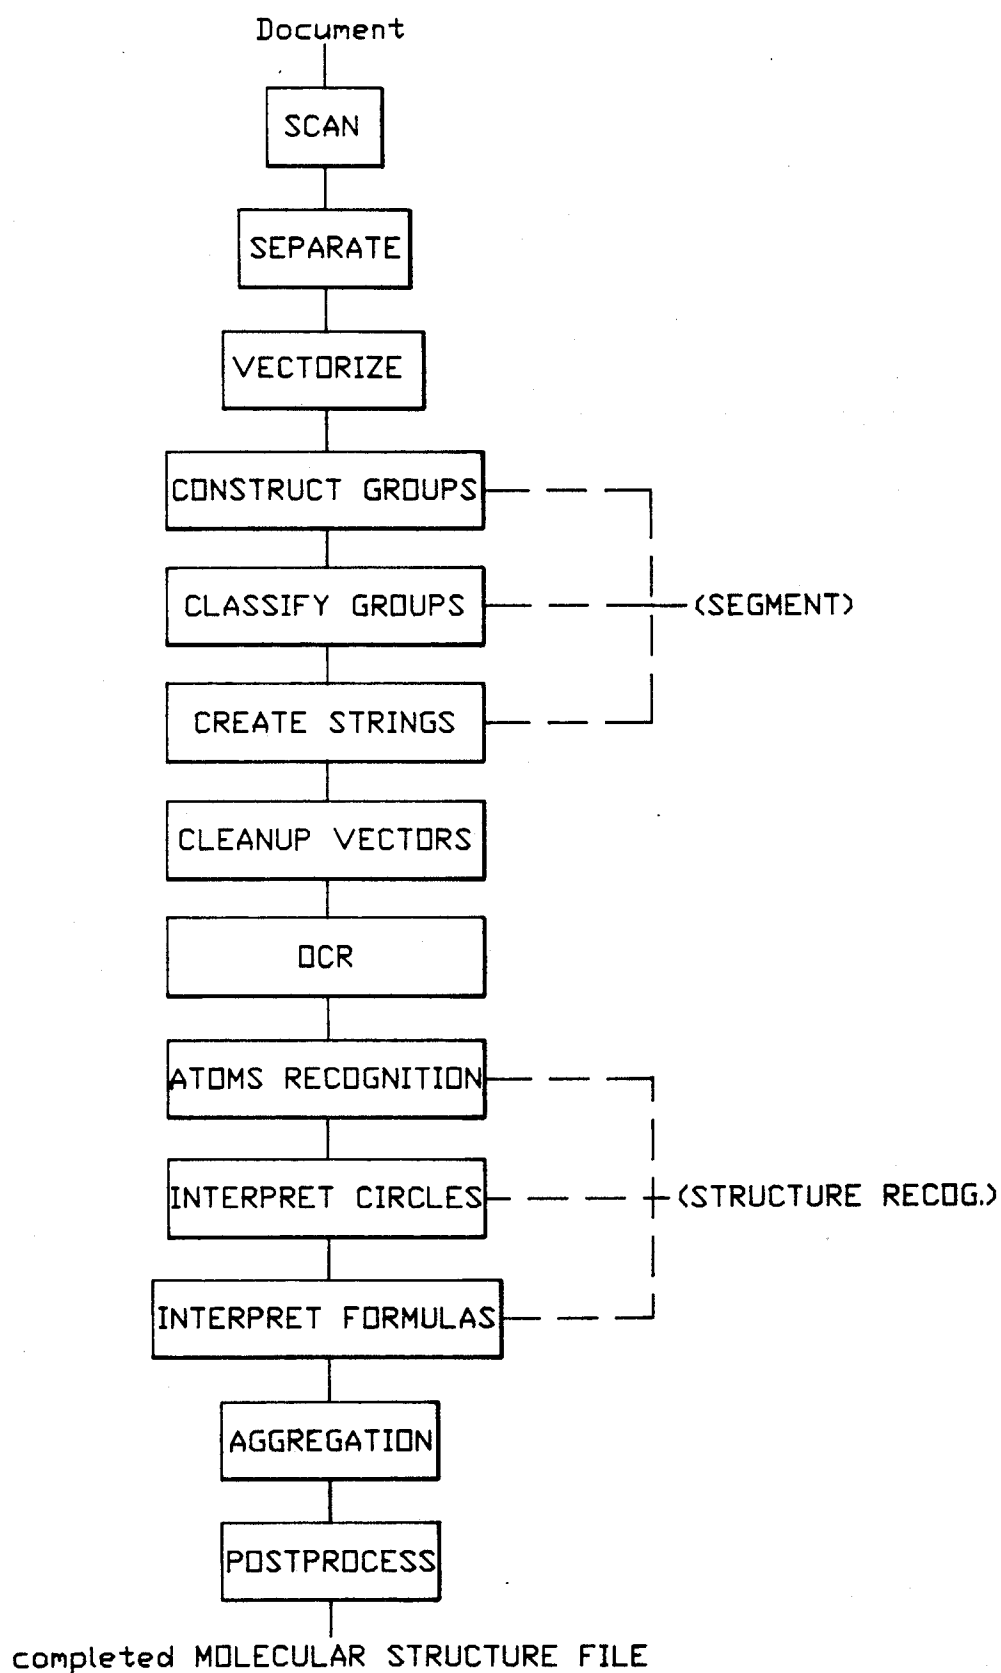 Document
SCAN
SEPARATE
VECTORIZE
CONSTRUCT GROUPS
CLASSIFY GROUPS
(SEGMENT)
CREATE STRINGS
CLEANUP VECTORS
OCR
ATOMS RECOGNITION
INTERPRET CIRCLES
(STRUCTURE RECOG.)
INTERPRET FORMULAS
AGGREGATION
POSTPROCESS
completed MOLECULAR STRUCTURE FILE